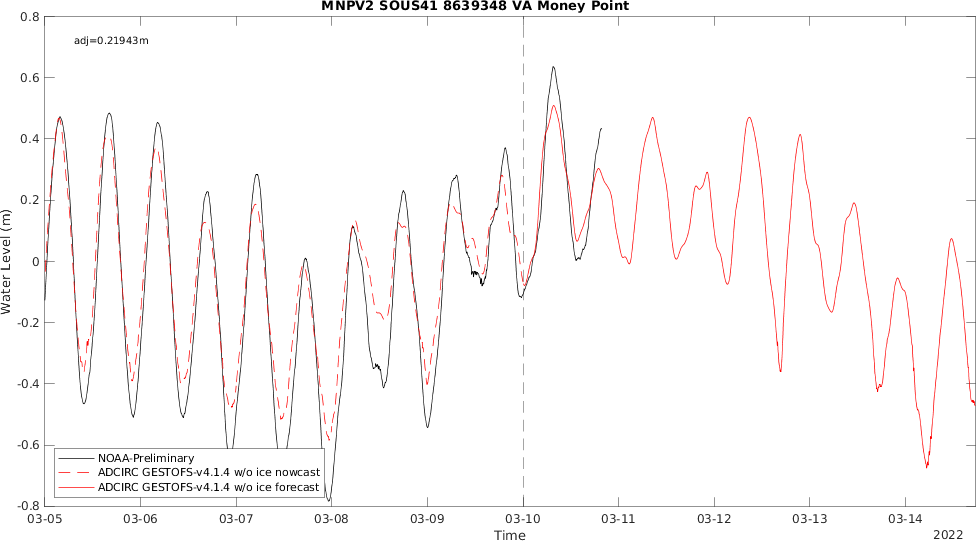 MNPV2 SOUS41 8639348 VA Money Point
adj=0.21943m
Water Level (m)
0.8
0.6
0.4
0.2
0
-0.2
-0.4
-0.6
-0.8
NOAA-Preliminary
ADCIRC GESTOFS-v4.1.4 w/o ice nowcast
ADCIRC GESTOFS-v4.1.4 w/o ice forecast
03-05 03-06 03-07 03-08 03-09 03-10 03-11 03-12 03-13 03-14
Time
2022